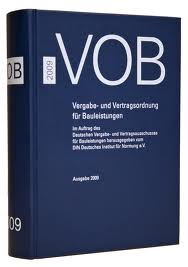 2009
VOB
Vergabe- und Vertragsordnung
für Bauleistungen
Im Auftrag des
Deutschen Vergabe- und Vertragsausschusses
für Bauleistungen herausgegeben vom
DIN Deutsches Institut für Normung e.V.
Ausgabe 2009
VOB
09